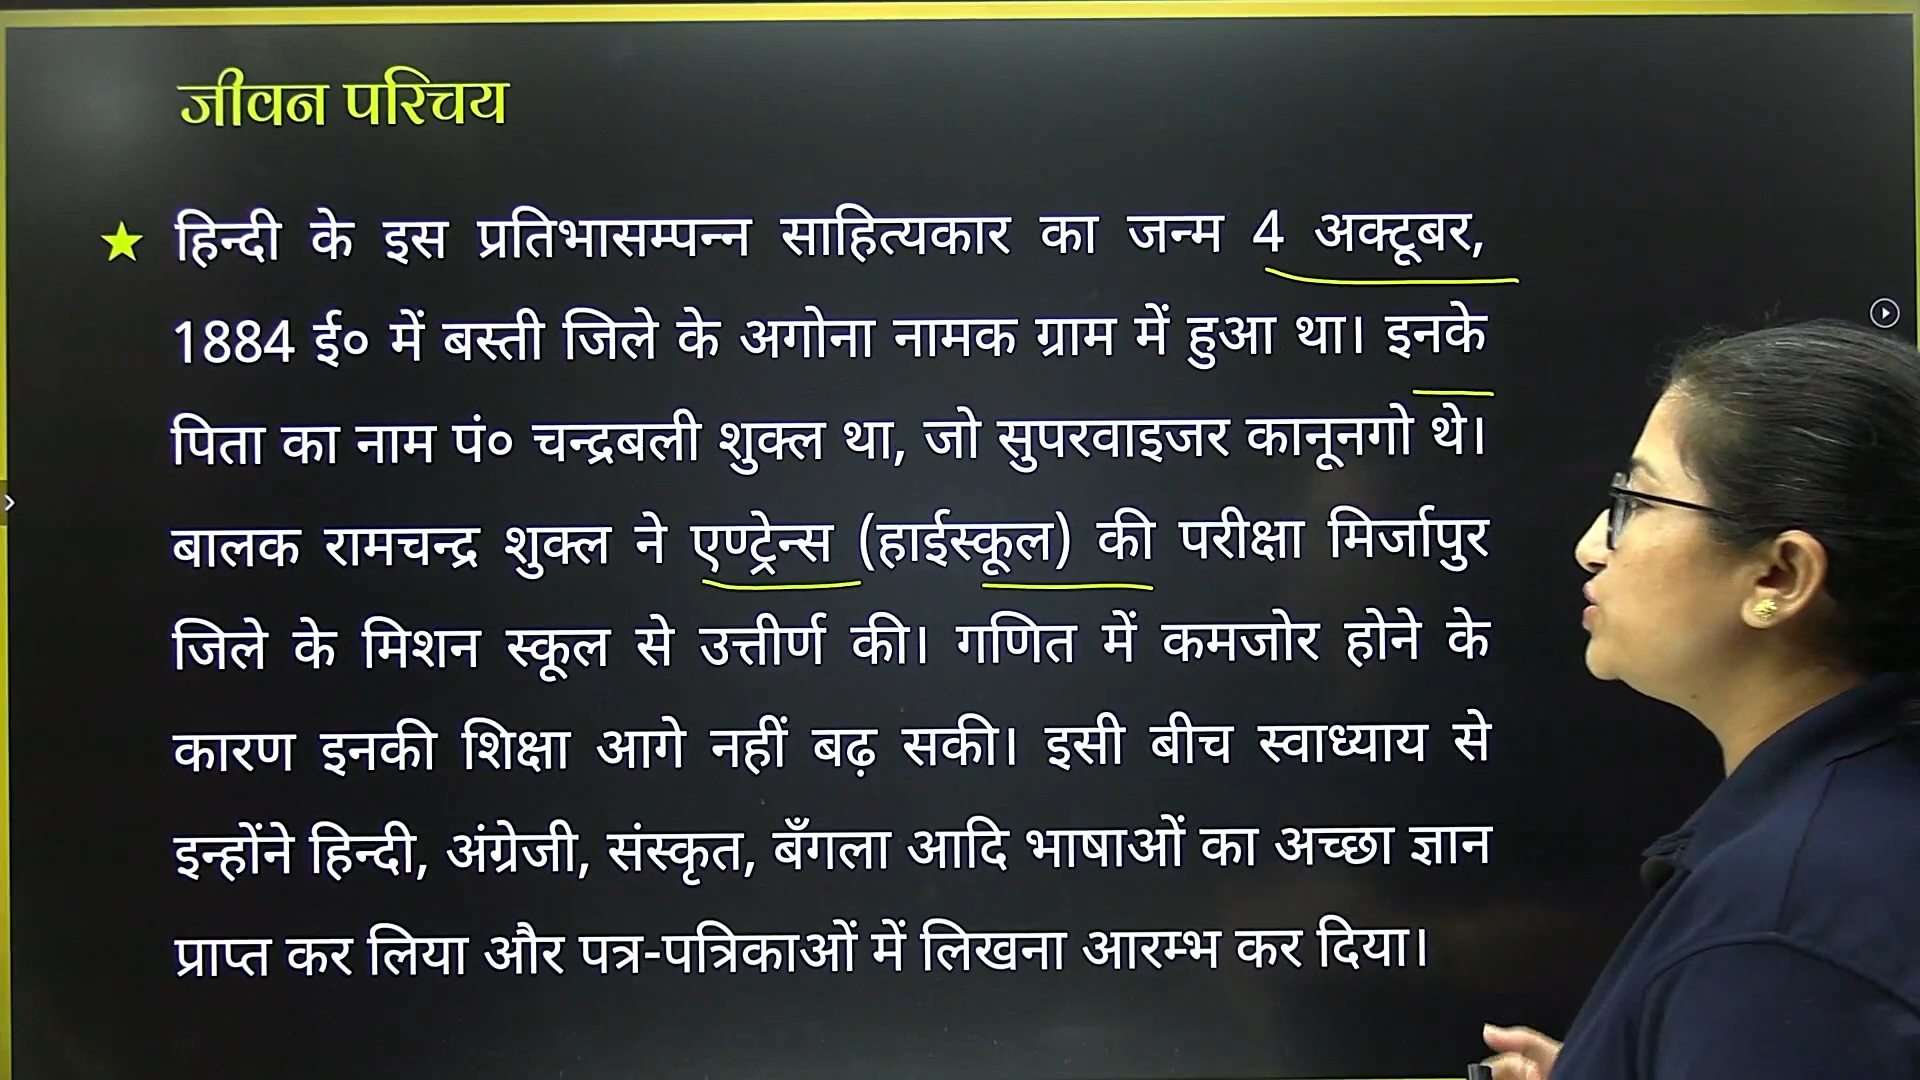 जीवन परिचय
★ हिन्दी के इस प्रतिभासम्पन्न साहित्यकार का जन्म 4 अक्टूबर,
1884 ई० में बस्ती जिले के अगोना नामक ग्राम में हुआ था। इनके
पिता का नाम पं० चन्द्रबली शुक्ल था, जो सुपरवाइजर कानूनगो थे।
बालक रामचन्द्र शुक्ल ने एण्ट्रेन्स (हाईस्कूल) की परीक्षा मिर्जापुर
जिले के मिशन स्कूल से उत्तीर्ण की। गणित में कमजोर होने के
कारण इनकी शिक्षा आगे नहीं बढ़ सकी। इसी बीच स्वाध्याय से
इन्होंने हिन्दी, अंग्रेजी, संस्कृत, बँगला आदि भाषाओं का अच्छा ज्ञान
प्राप्त कर लिया और पत्र-पत्रिकाओं में लिखना आरम्भ कर दिया।